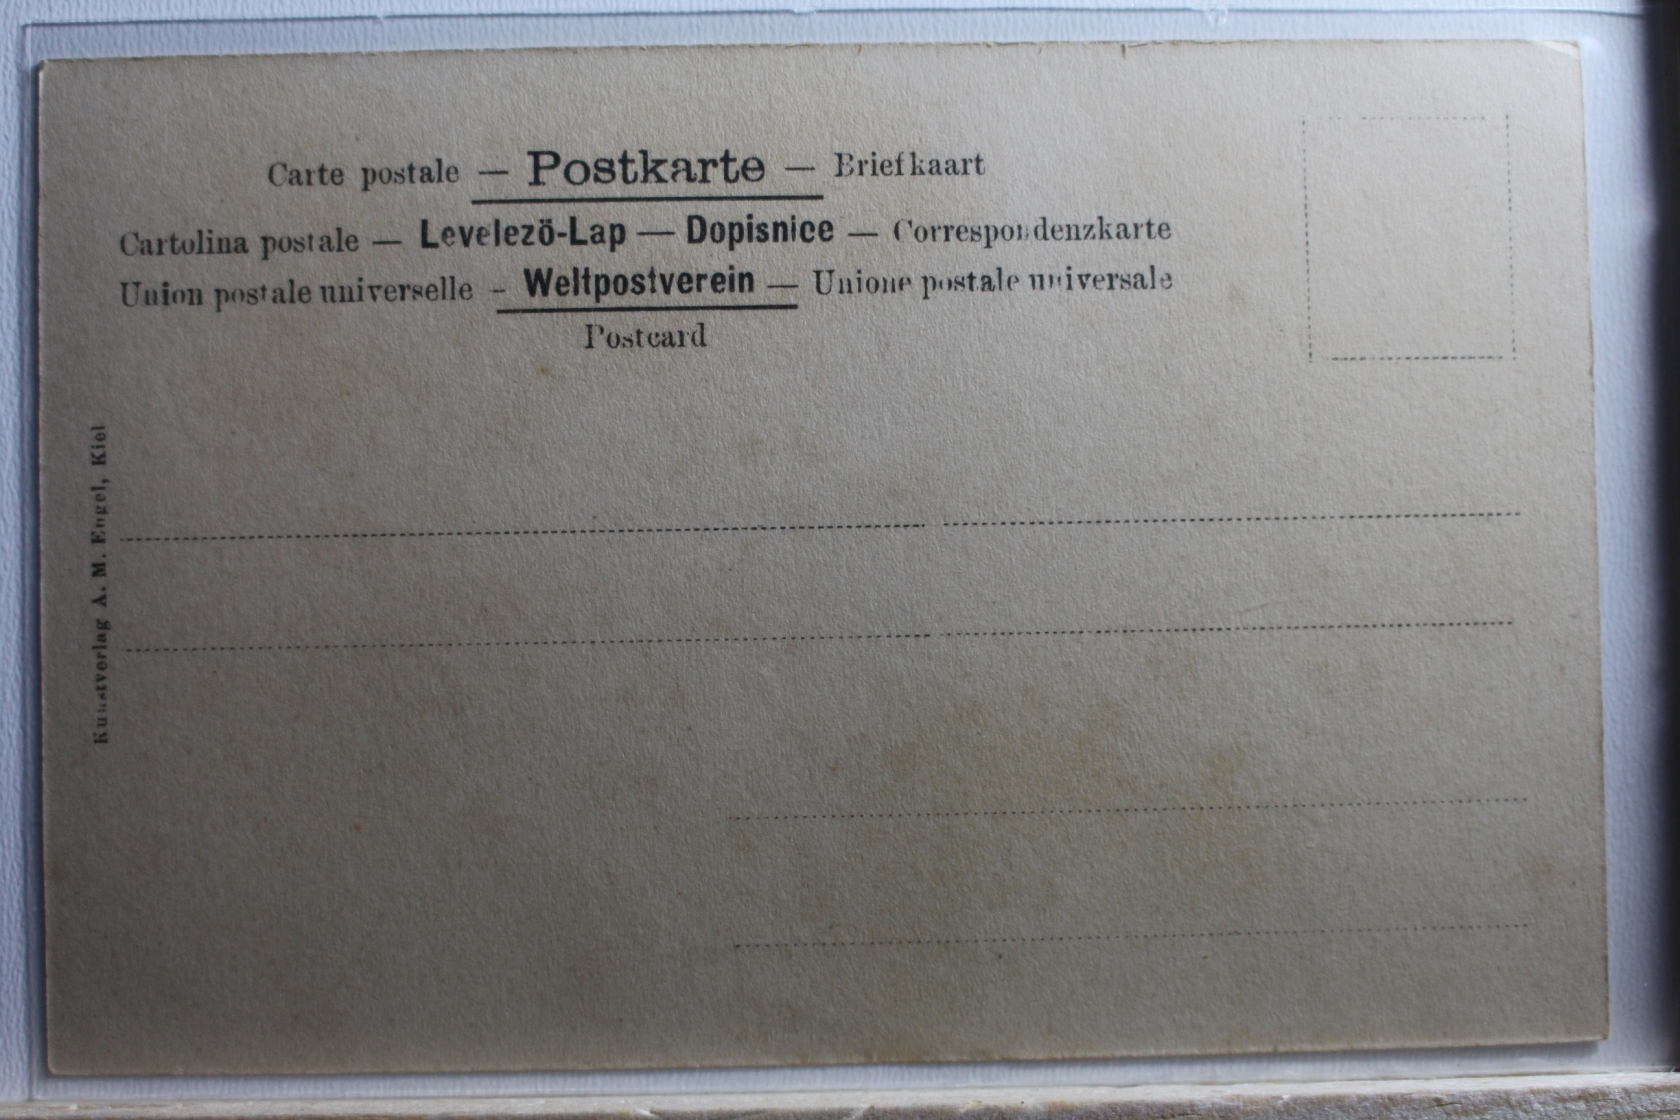 Carte postale — Postkarte — Briefkaart
Cartolina postale — Levelezö-Lap — Dopisnice — Correspondenzkarte
Union postale universelle – Weltpostverein — Unione postale universale
Postcard
Kunstverlag A. M. Engel, Kiel